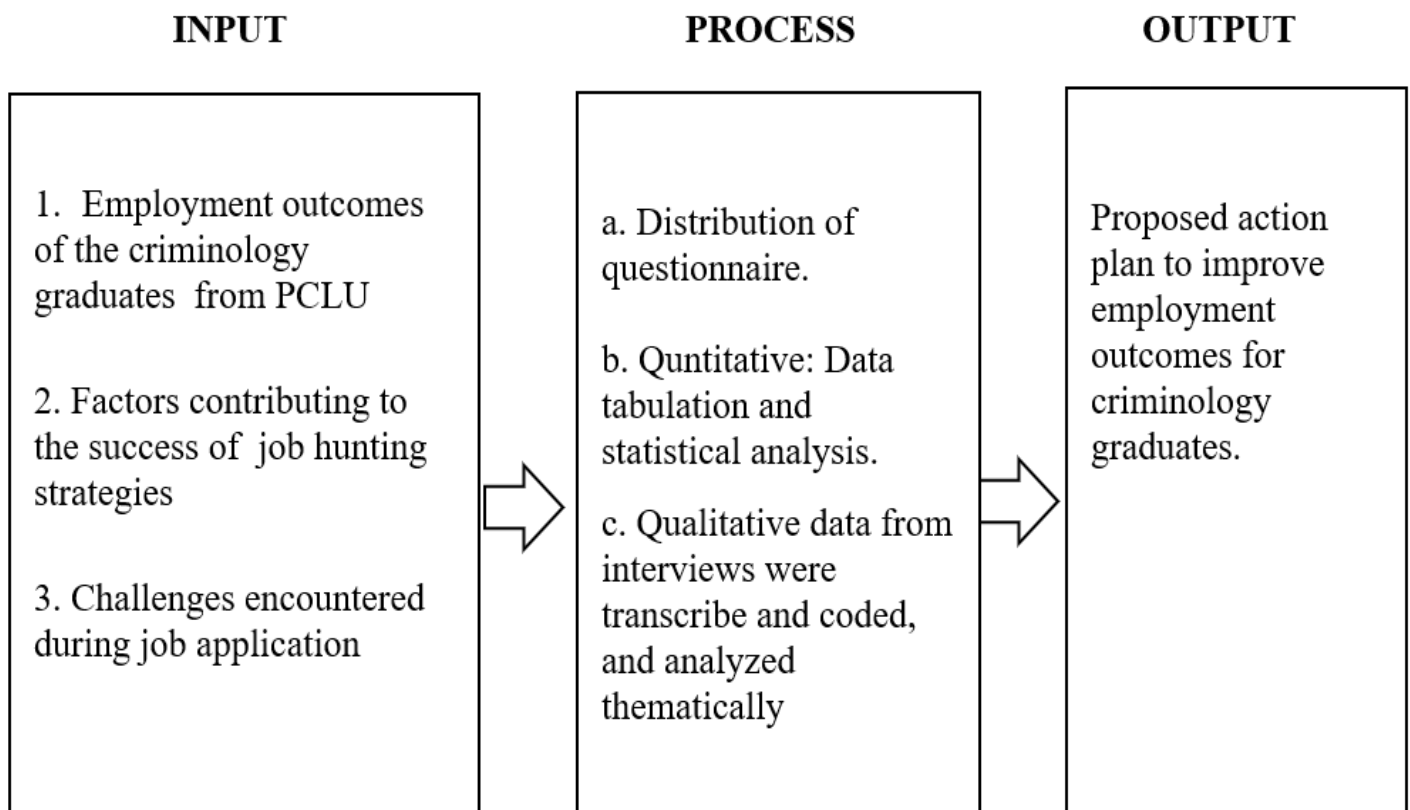 INPUT
1. Employment outcomes
of the criminology
graduates from PCLU
2. Factors contributing to
the success of job hunting
strategies
3. Challenges encountered
during job application
PROCESS
a. Distribution of
questionnaire.
b. Quntitative: Data
tabulation and
statistical analysis.
c. Qualitative data from
interviews were
transcribe and coded,
and analyzed
thematically
OUTPUT
Proposed action
plan to improve
employment
outcomes for
criminology
graduates.